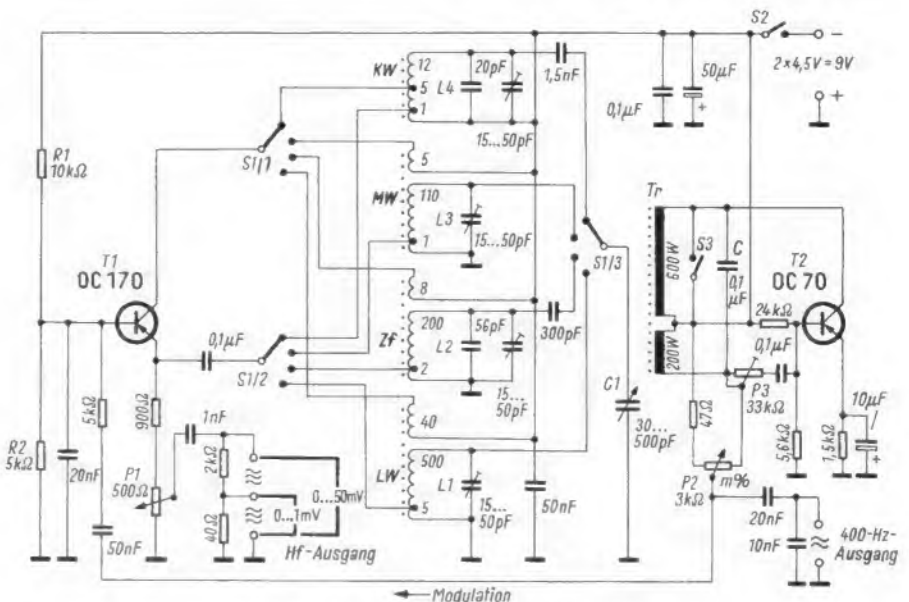 S2
−
2×4,5V=9V
+
50µF
+
0,1µF
KW
12
5
1
L4
20pF
15...50pF
1,5nF
R1
10kΩ
S1/1
5
MW
110
1
L3
15...50pF
S1/3
Tr
600W
200W
S3
C
0,1
µF
T2
OC 70
24kΩ
0,1µF
P3
33kΩ
10µF
+
T1
OC 170
0,1µF
S1/2
8
Zf
200
2
L2
56pF
15...
50pF
300pF
C1
30...
500pF
47Ω
P2
3kΩ
m%
5,6kΩ
1,5kΩ
R2
5kΩ
20nF
5kΩ
900Ω
P1
500Ω
50nF
1nF
2kΩ
40Ω
0...50mV
0...1mV
Hf-Ausgang
40
LW
500
5
L1
15...
50pF
50nF
20nF
10nF
400-Hz-
Ausgang
Modulation